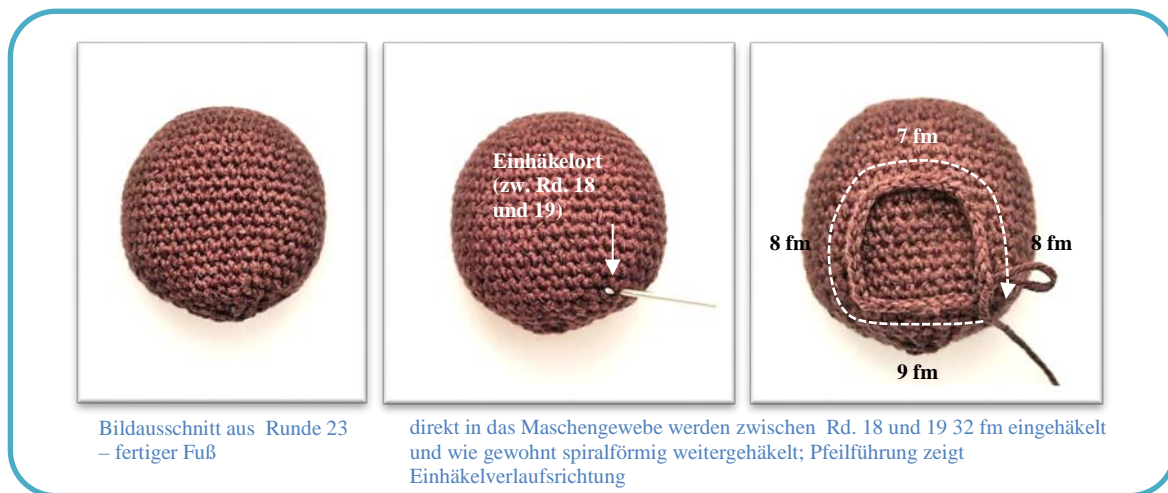 Einhäkelort
(zw. Rd. 18
und 19)
7 fm
8 fm
8 fm
9 fm
Bildausschnitt aus Runde 23
– fertiger Fuß
direkt in das Maschengewebe werden zwischen Rd. 18 und 19 32 fm eingehäkelt
und wie gewohnt spiralförmig weitergehäkelt; Pfeilführung zeigt
Einhäkelverlaufsrichtung